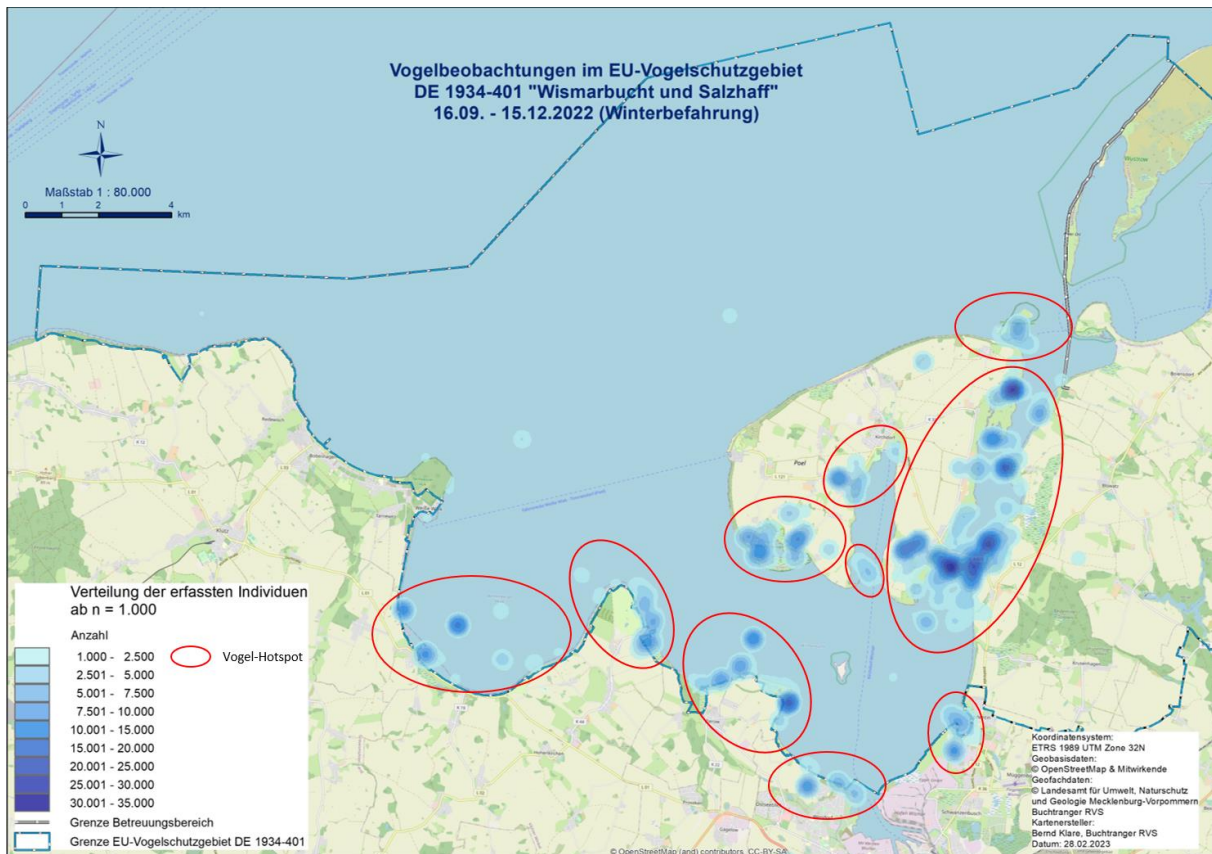 Vogelbeobachtungen im EU-Vogelschutzgebiet
DE 1934-401 "Wismarbucht und Salzhaff"
16.09. - 15.12.2022 (Winterbefahrung)
N
Maßstab 1 : 80.000
0 1 2 4
km
Kirchdorf
Poel
Klütz
Verteilung der erfassten Individuen
ab n = 1.000
Anzahl
1.000 - 2.500
2.501 - 5.000
5.001 - 7.500
7.501 - 10.000
10.001 - 15.000
15.001 - 20.000
20.001 - 25.000
25.001 - 30.000
30.001 - 35.000
Vogel-Hotspot
Grenze Betreuungsbereich
Grenze EU-Vogelschutzgebiet DE 1934-401
Koordinatensystem:
ETRS 1989 UTM Zone 32N
Geobasisdaten:
© OpenStreetMap & Mitwirkende
Geofachdaten:
© Landesamt für Umwelt, Naturschutz
und Geologie Mecklenburg-Vorpommern
Buchtranger RVS
Kartenersteller:
Bernd Klare, Buchtranger RVS
Datum: 28.02.2023
© OpenStreetMap (and) contributors, CC-BY-SA